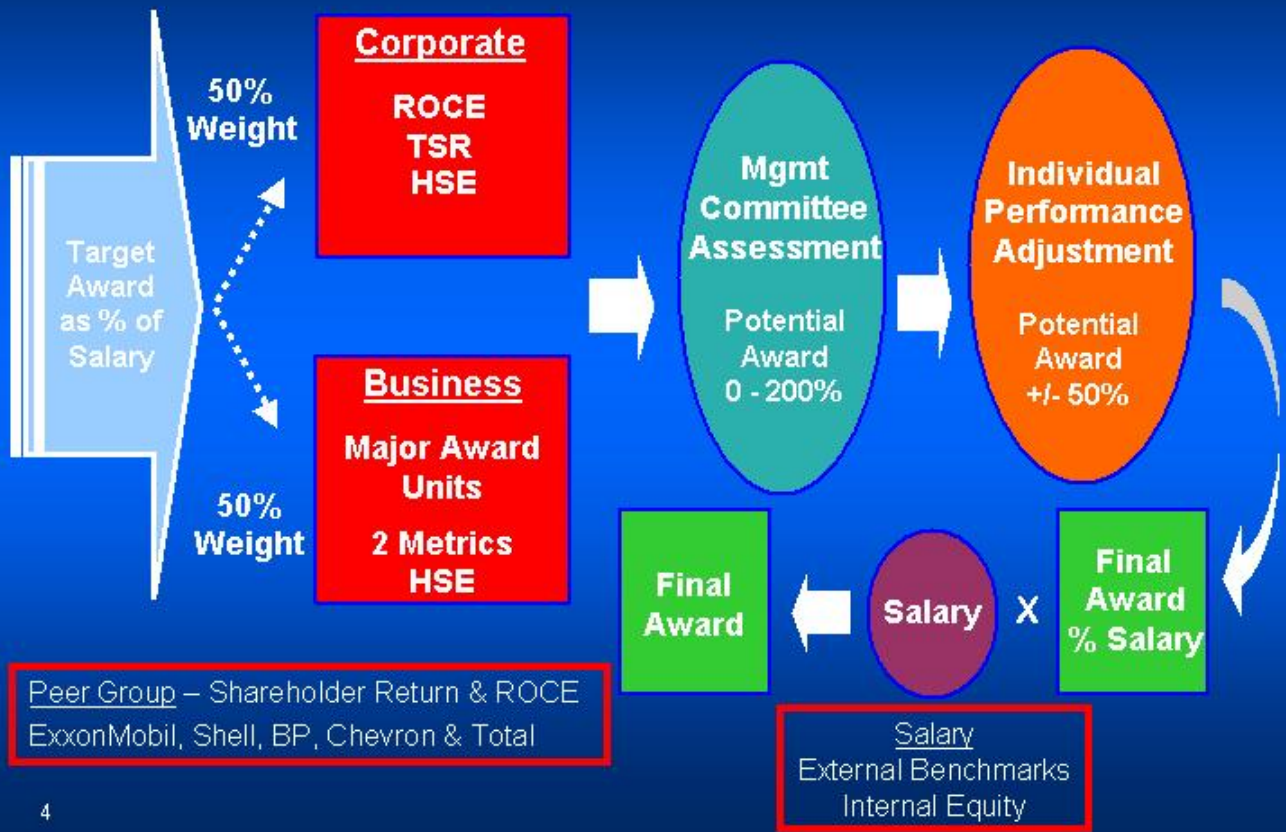 Target
Award
as % of
Salary
50%
Weight
Corporate
ROCE
TSR
HSE
50%
Weight
Business
Major Award
Units
2 Metrics
HSE
Mgmt
Committee
Assessment
Potential
Award
0 - 200%
Individual
Performance
Adjustment
Potential
Award
+/- 50%
Final
Award
% Salary
X
Salary
Final
Award
Peer Group – Shareholder Return & ROCE
ExxonMobil, Shell, BP, Chevron & Total
Salary
External Benchmarks
Internal Equity
4